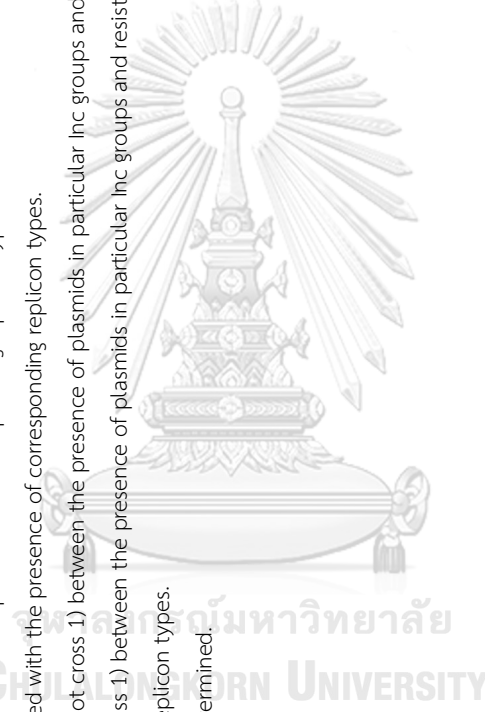 ed with the presence of corresponding replicon types.
ot cross 1) between the presence of plasmids in particular Inc groups and
ss 1) between the presence of plasmids in particular Inc groups and resist
eplicon types.
ermined.
จุฬาลงกรณ์มหาวิทยาลัย
CHULALONGKORN UNIVERSITY